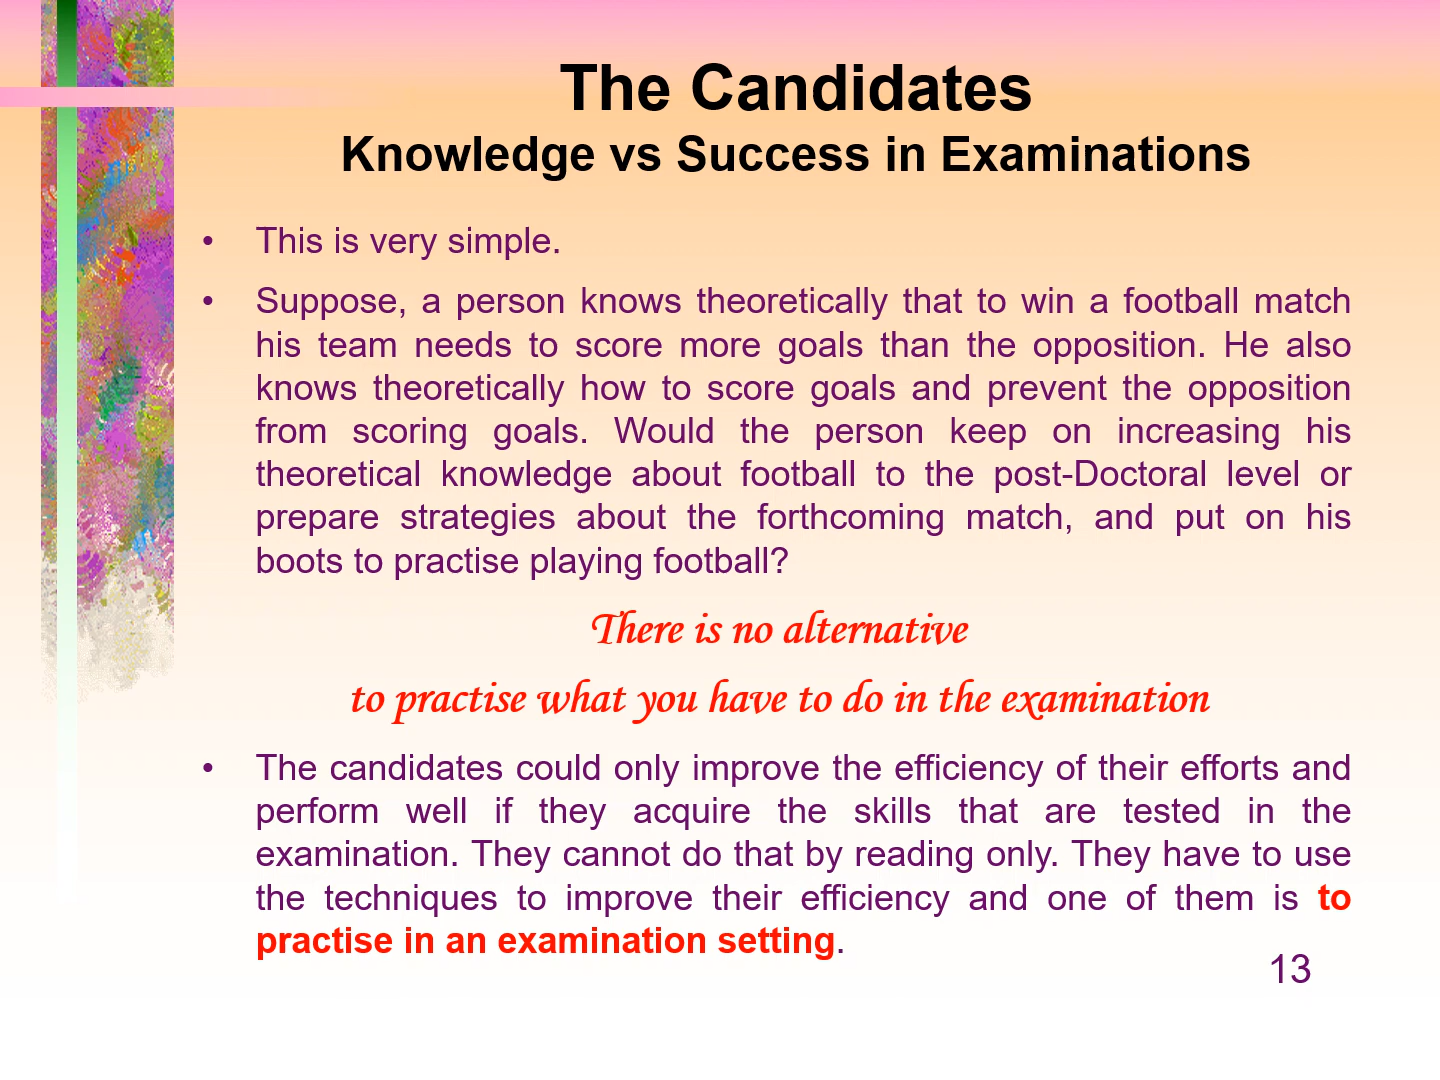 The Candidates
Knowledge vs Success in Examinations
• This is very simple.
• Suppose, a person knows theoretically that to win a football match
his team needs to score more goals than the opposition. He also
knows theoretically how to score goals and prevent the opposition
from scoring goals. Would the person keep on increasing his
theoretical knowledge about football to the post-Doctoral level or
prepare strategies about the forthcoming match, and put on his
boots to practise playing football?
There is no alternative
to practise what you have to do in the examination
• The candidates could only improve the efficiency of their efforts and
perform well if they acquire the skills that are tested in the
examination. They cannot do that by reading only. They have to use
the techniques to improve their efficiency and one of them is to
practise in an examination setting.
13